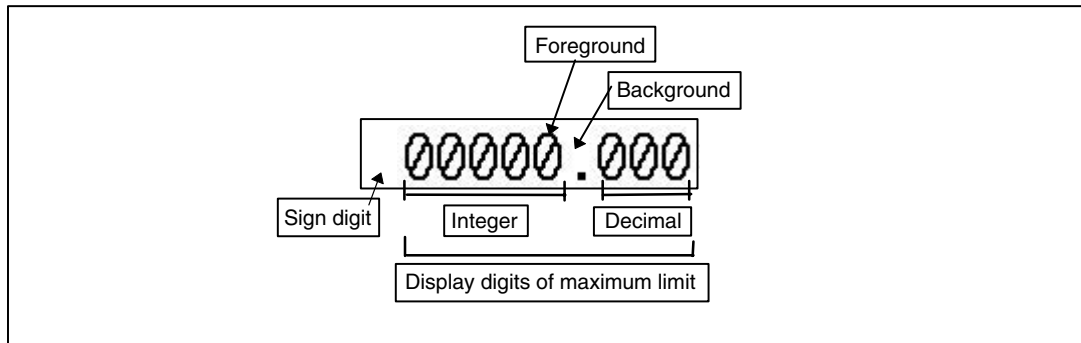 Foreground
Background
00000.000
Sign digit
Integer
Decimal
Display digits of maximum limit